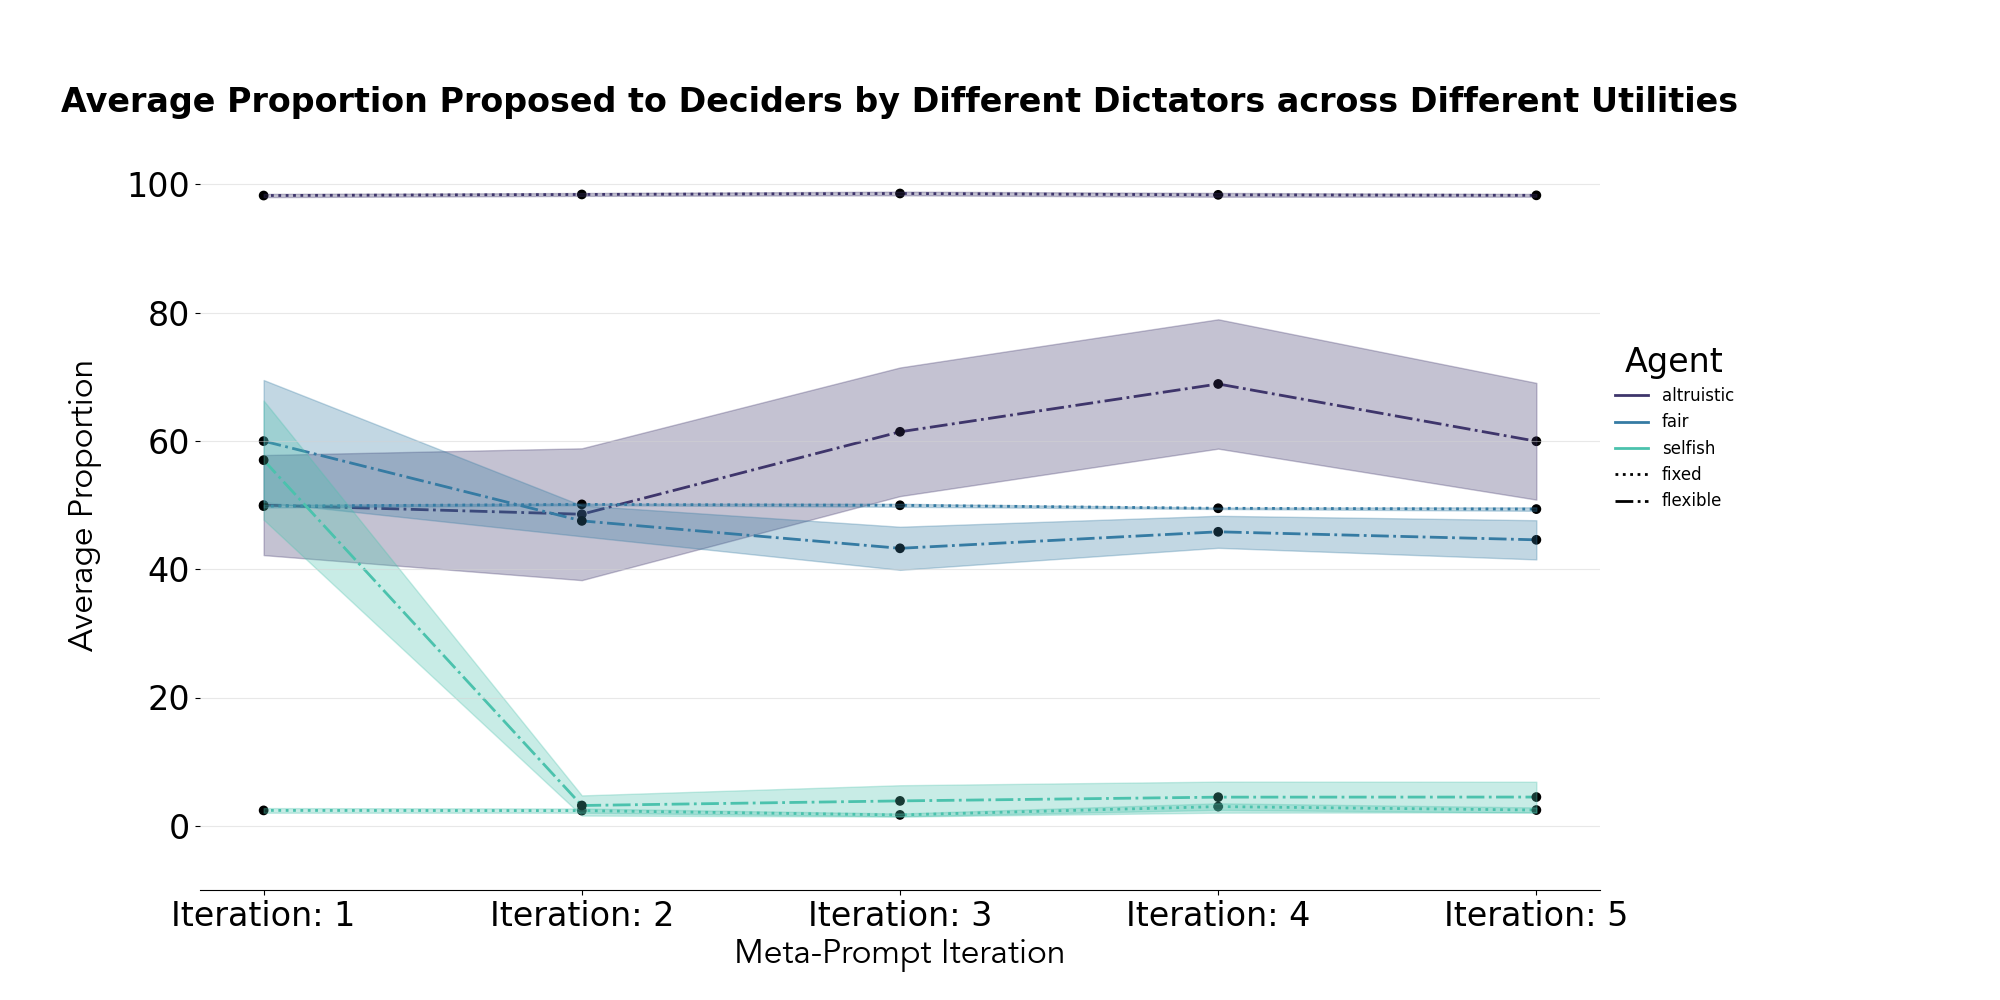 Average Proportion Proposed to Deciders by Different Dictators across Different Utilities
100
80
60
40
20
0
Average Proportion
Iteration: 1
Iteration: 2
Iteration: 3
Iteration: 4
Iteration: 5
Meta-Prompt Iteration
Agent
altruistic
fair
selfish
fixed
flexible